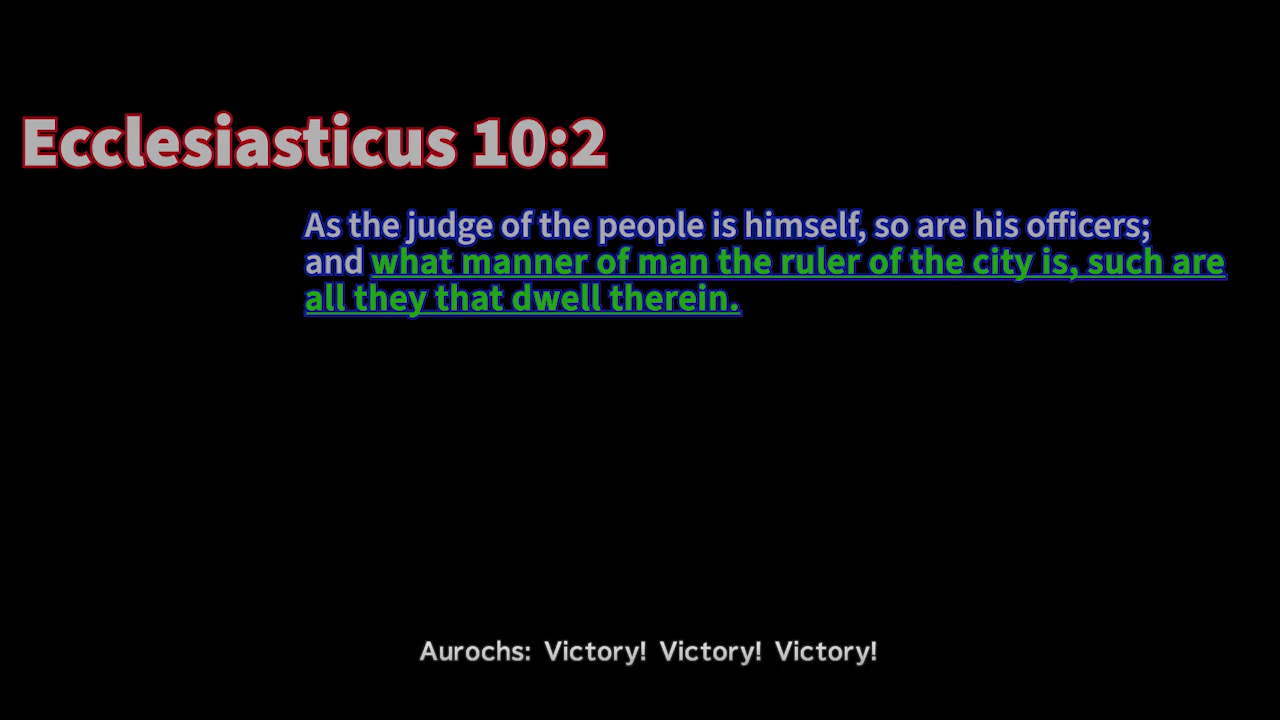 Ecclesiasticus 10:2
As the judge of the people is himself, so are his officers;
and what manner of man the ruler of the city is, such are
all they that dwell therein.
Aurochs: Victory! Victory! Victory!